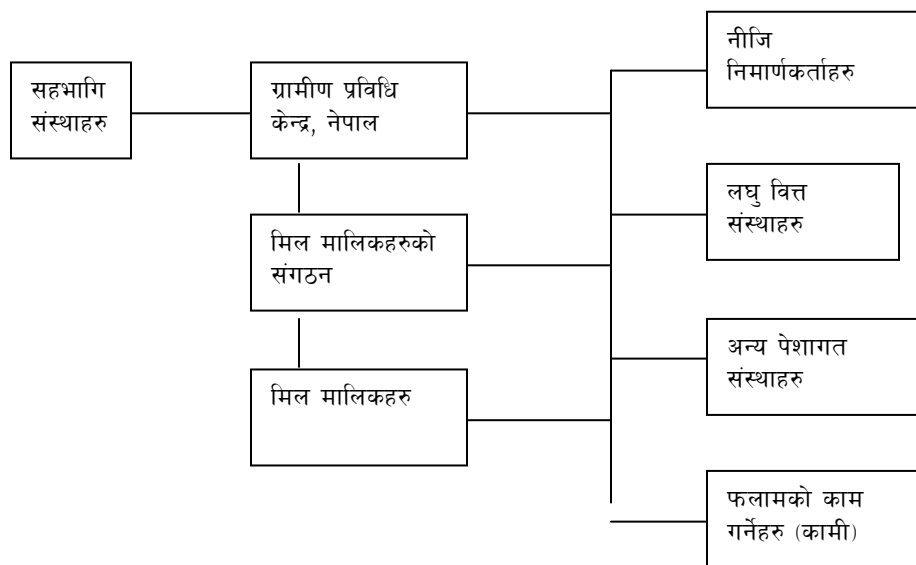 सहभागि
संस्थाहरु
ग्रामीण प्रविधि
केन्द्र, नेपाल
मिल मालिकहरुको
संगठन
मिल मालिकहरु
नीजि
निमार्णकर्ताहरु
लघु वित्त
संस्थाहरु
अन्य पेशागत
संस्थाहरु
फलामको काम
गर्नेहरु (कामी)